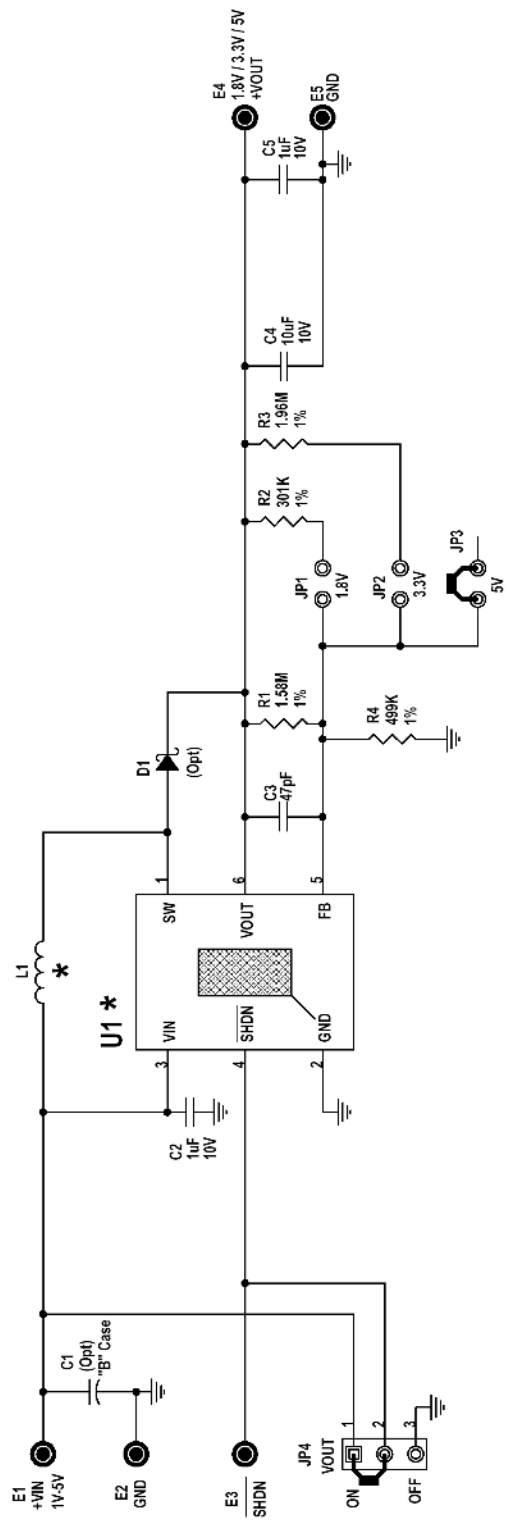 E1
+VIN
1V-5V
C1
(Opt)
"B" Case
E2
GND
E3
SHDN
JP4
VOUT
ON
OFF
1
2
3
L1
*
U1 *
C2
1uF
10V
3
VIN
4
SHDN
2
GND
SW
1
VOUT
6
FB
5
D1
(Opt)
C3
47pF
R1
1.58M
1%
R4
499K
1%
R2
301K
1%
R3
1.96M
1%
JP1
1.8V
JP2
3.3V
JP3
5V
C4
10uF
10V
C5
1uF
10V
E4
1.8V / 3.3V / 5V
+VOUT
E5
GND